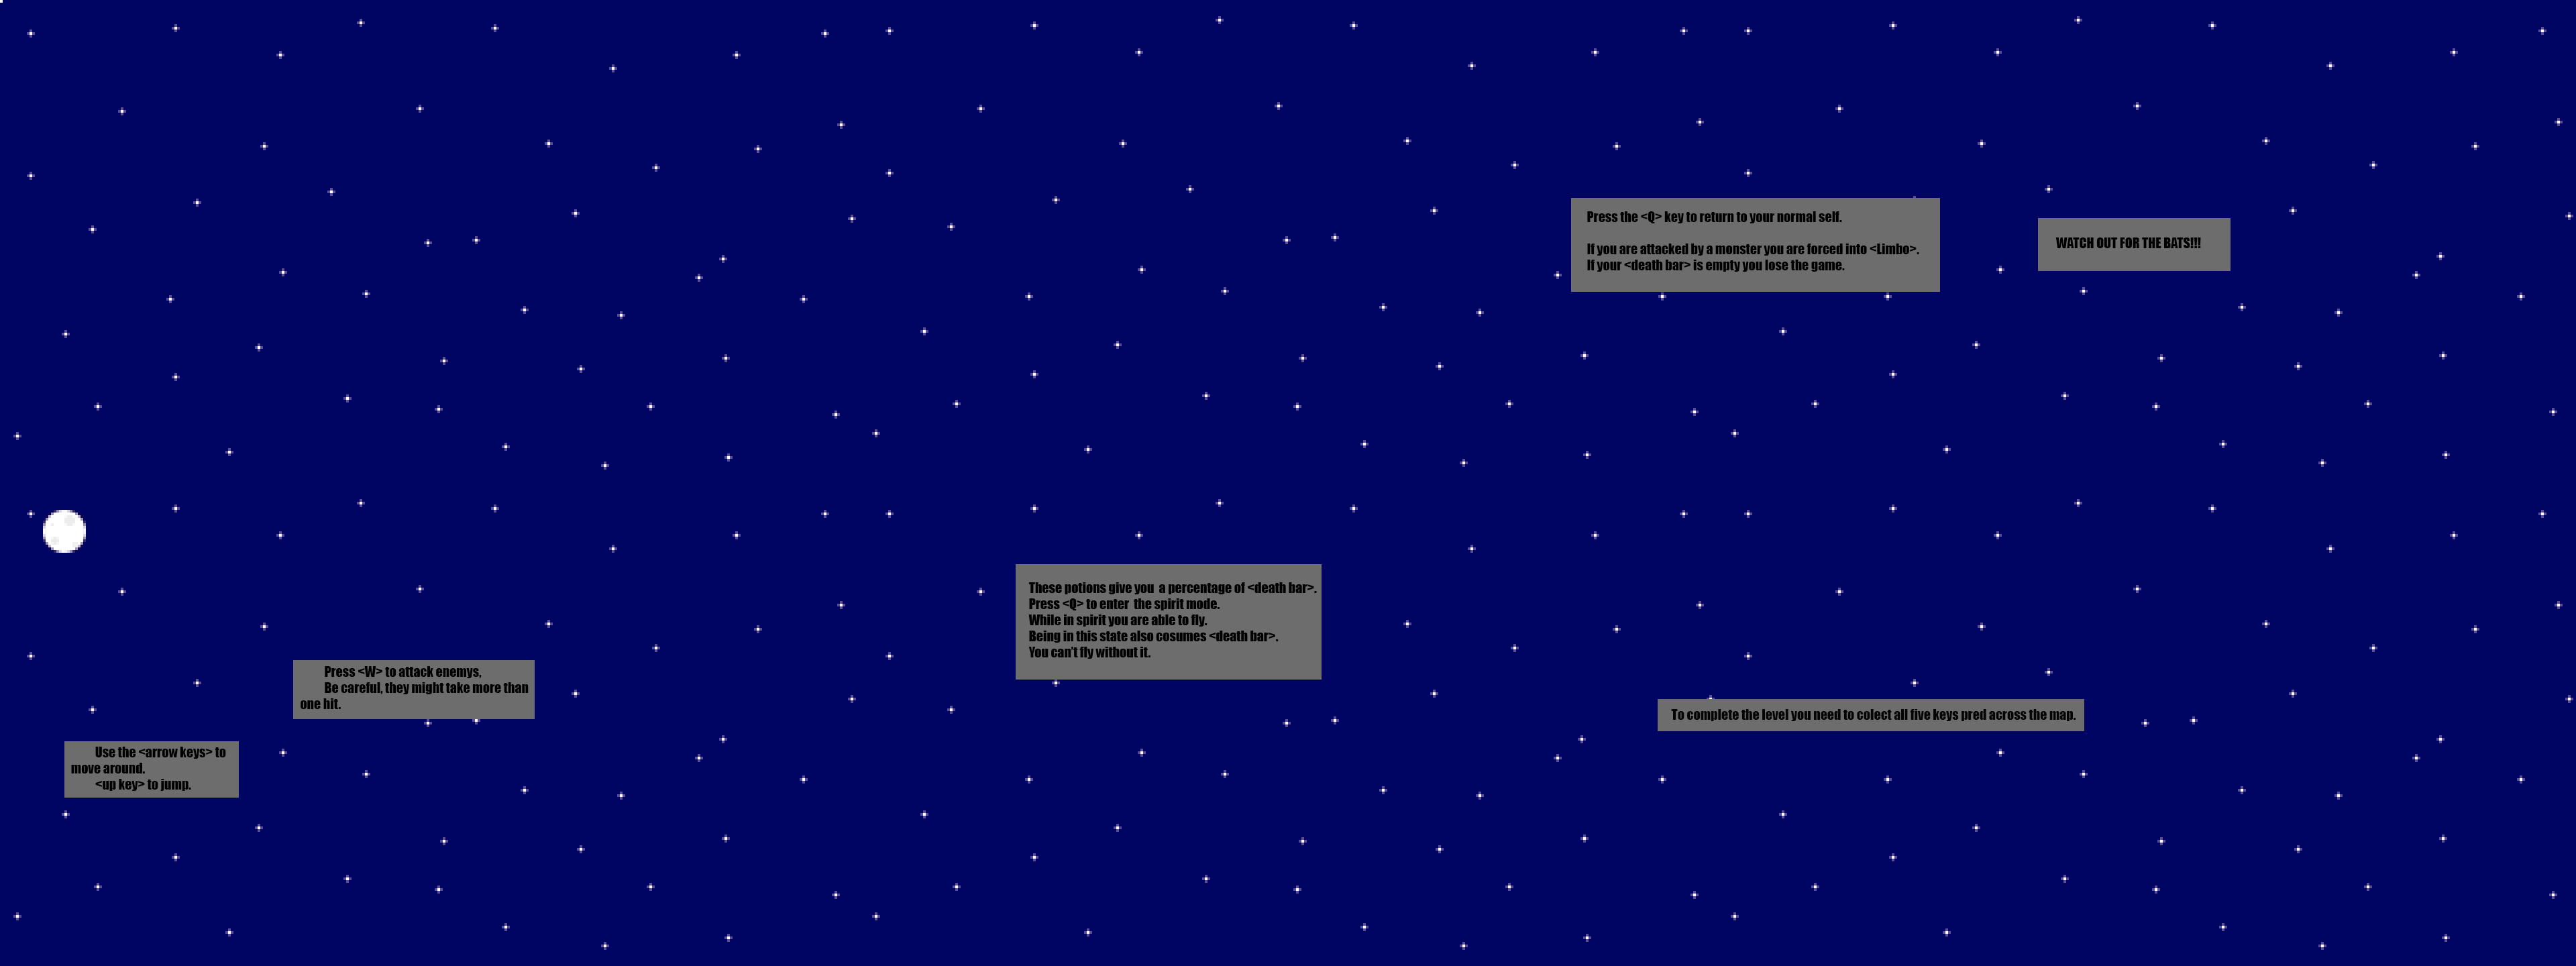 Press the <Q> key to return to your normal self.
If you are attacked by a monster you are forced into <Limbo>.
If your <death bar> is empty you lose the game.
WATCH OUT FOR THE BATS!!!
These potions give you  a percentage of <death bar>.
Press <Q> to enter  the spirit mode.
While in spirit you are able to fly.
Being in this state also cosumes <death bar>.
You can't fly without it.
Press <W> to attack enemys,
Be careful, they might take more than
one hit.
To complete the level you need to colect all five keys pred across the map.
Use the <arrow keys> to
move around.
<up key> to jump.